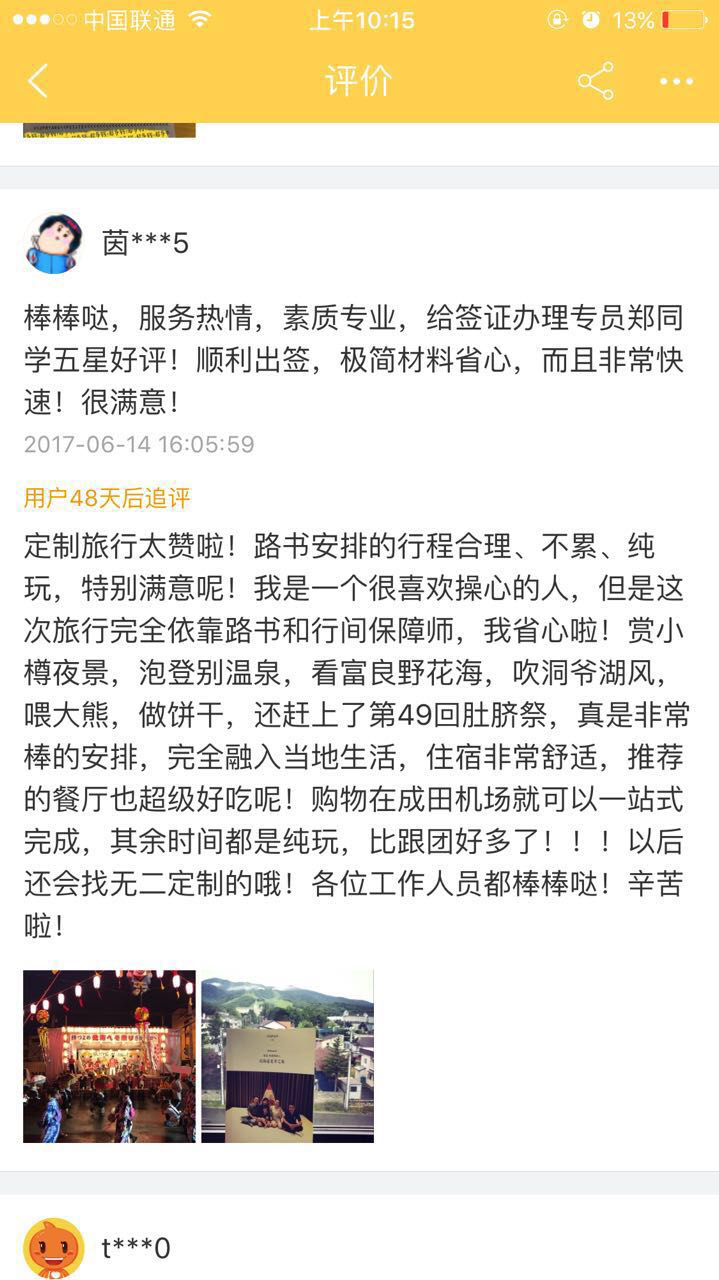 中国联通
上午10:15
13%
评价
茵***5
棒棒哒，服务热情，素质专业，给签证办理专员郑同
学五星好评！顺利出签，极简材料省心，而且非常快
速！很满意！
2017-06-14 16:05:59
用户48天后追评
定制旅行太赞啦！路书安排的行程合理、不累、纯
玩，特别满意呢！我是一个很喜欢操心的人，但是这
次旅行完全依靠路书和行间保障师，我省心啦！赏小
樽夜景，泡登别温泉，看富良野花海，吹洞爷湖风，
喂大熊，做饼干，还赶上了第49回肚脐祭，真是非常
棒的安排，完全融入当地生活，住宿非常舒适，推荐
的餐厅也超级好吃呢！购物在成田机场就可以一站式
完成，其余时间都是纯玩，比跟团好多了！！！以后
还会找无二定制的哦！各位工作人员都棒棒哒！辛苦
啦！
t***0